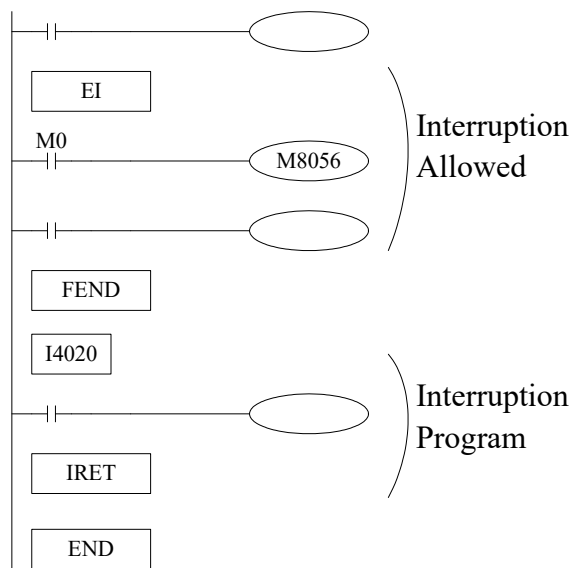 EI
M0
M8056
Interruption
Allowed
FEND
I4020
Interruption
Program
IRET
END